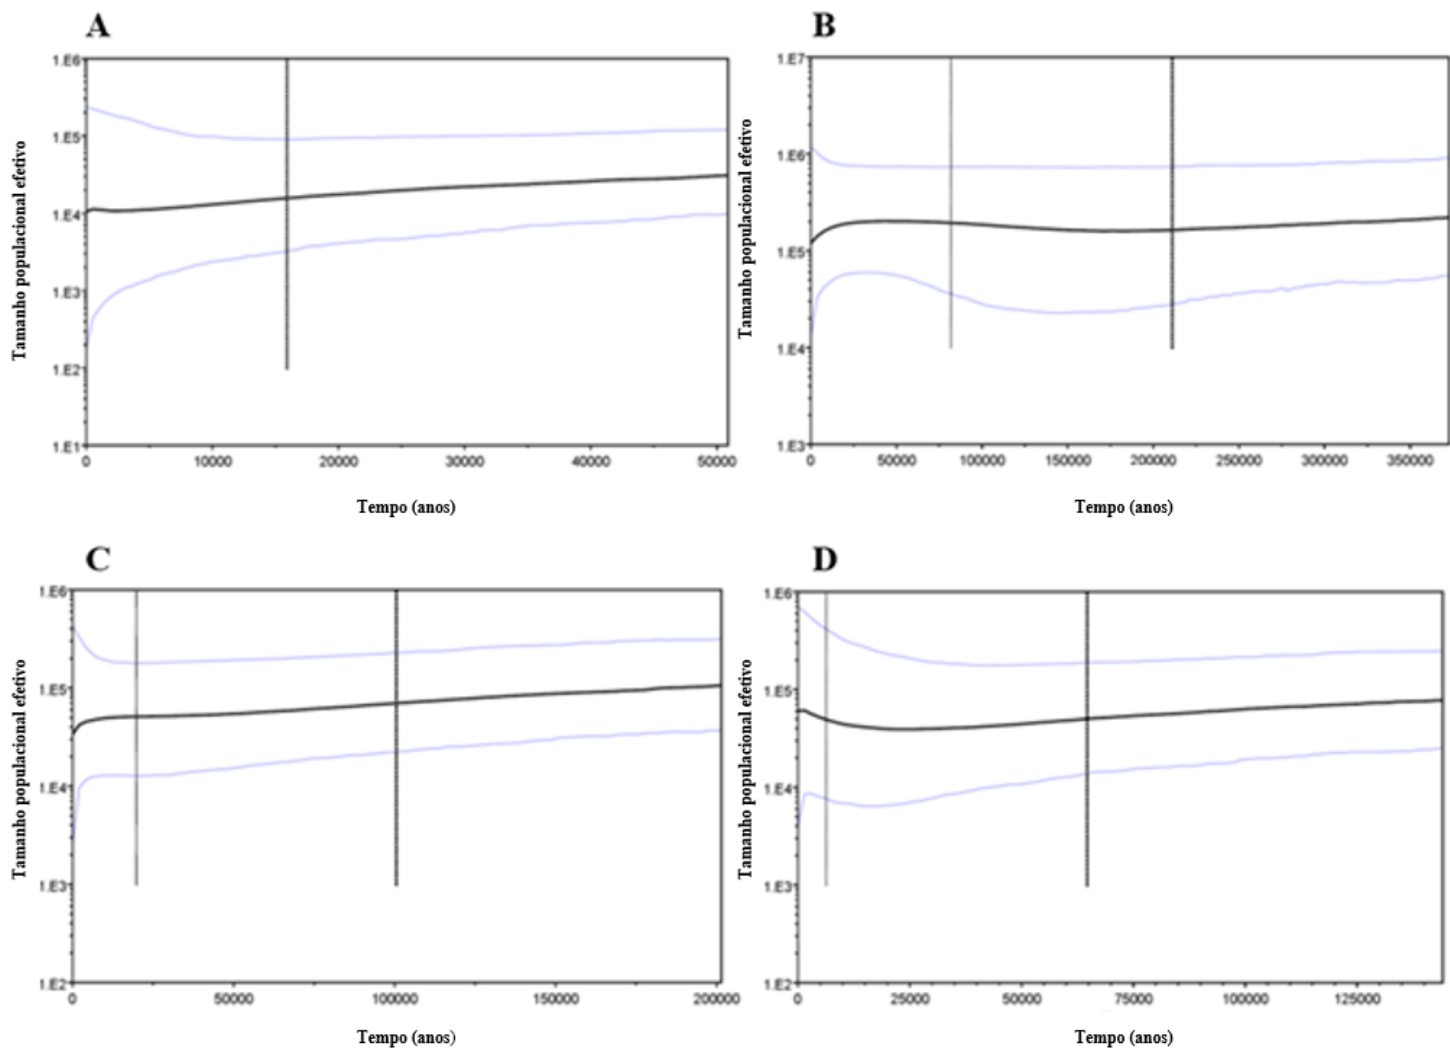 A
Tamanho populacional efetivo
1.E6
1.E5
1.E4
1.E3
1.E2
1.E1
0 10000 20000 30000 40000 50000
Tempo (anos)
B
Tamanho populacional efetivo
1.E7
1.E6
1.E5
1.E4
1.E3
0 50000 100000 150000 200000 250000 300000 350000
Tempo (anos)
C
Tamanho populacional efetivo
1.E6
1.E5
1.E4
1.E3
1.E2
0 50000 100000 150000 200000
Tempo (anos)
D
Tamanho populacional efetivo
1.E6
1.E5
1.E4
1.E3
1.E2
0 25000 50000 75000 100000 125000
Tempo (anos)